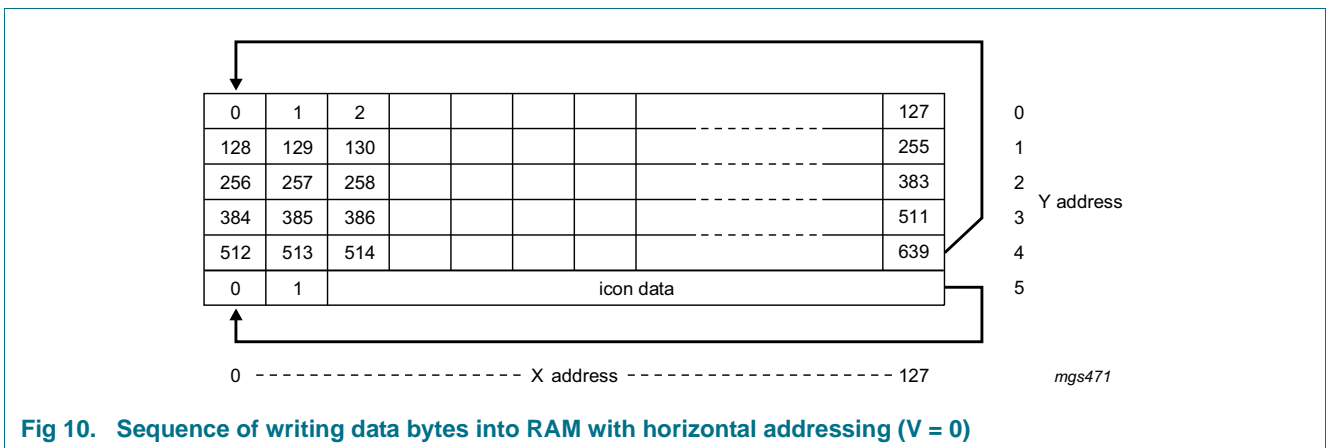 0 1 2 127 0
128 129 130 255 1
256 257 258 383 2
Y address
384 385 386 511 3
512 513 514 639 4
0 1 icon data 5
0 X address 127 mgs471
Fig 10. Sequence of writing data bytes into RAM with horizontal addressing (V = 0)